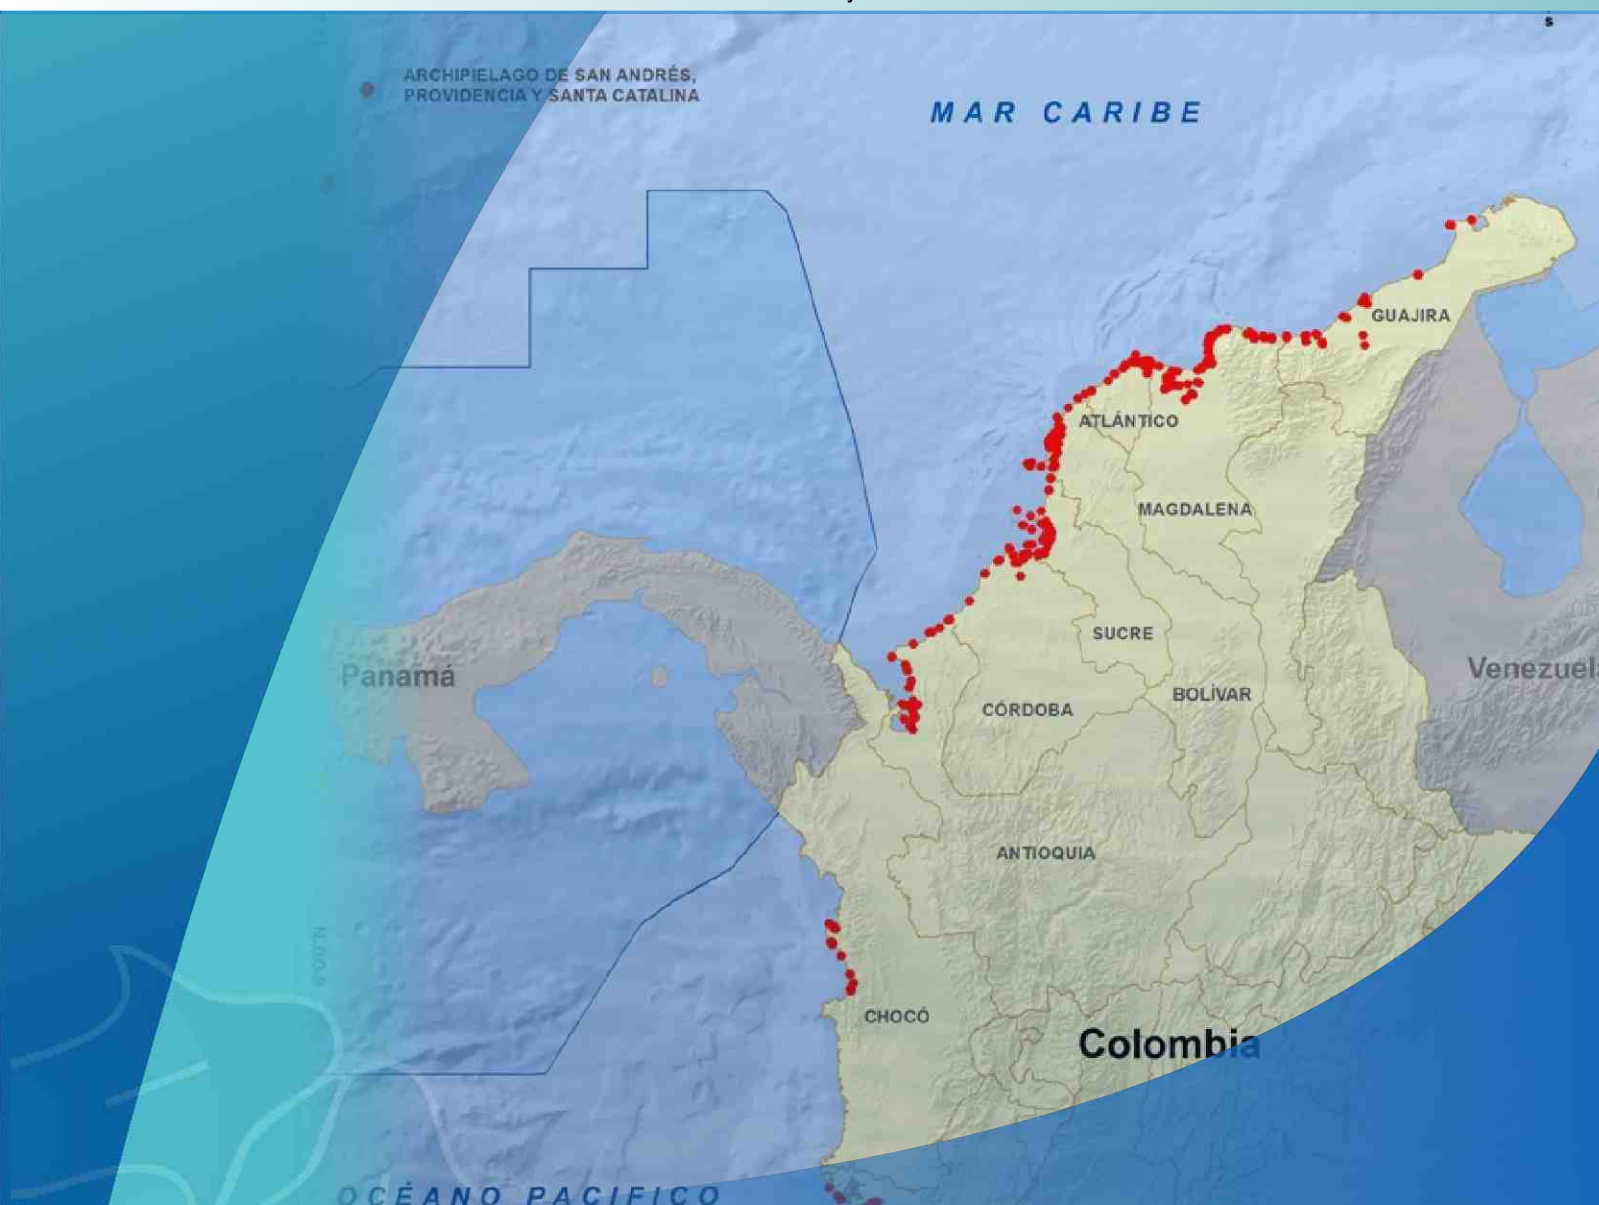 ARCHIPIELAGO DE SAN ANDRÉS,
PROVIDENCIA Y SANTA CATALINA
MAR CARIBE
GUAJIRA
ATLÁNTICO
MAGDALENA
SUCRE
Panamá
Venezuela
BOLÍVAR
CÓRDOBA
ANTIOQUIA
CHOCÓ
Colombia
OCÉANO PACIFICO